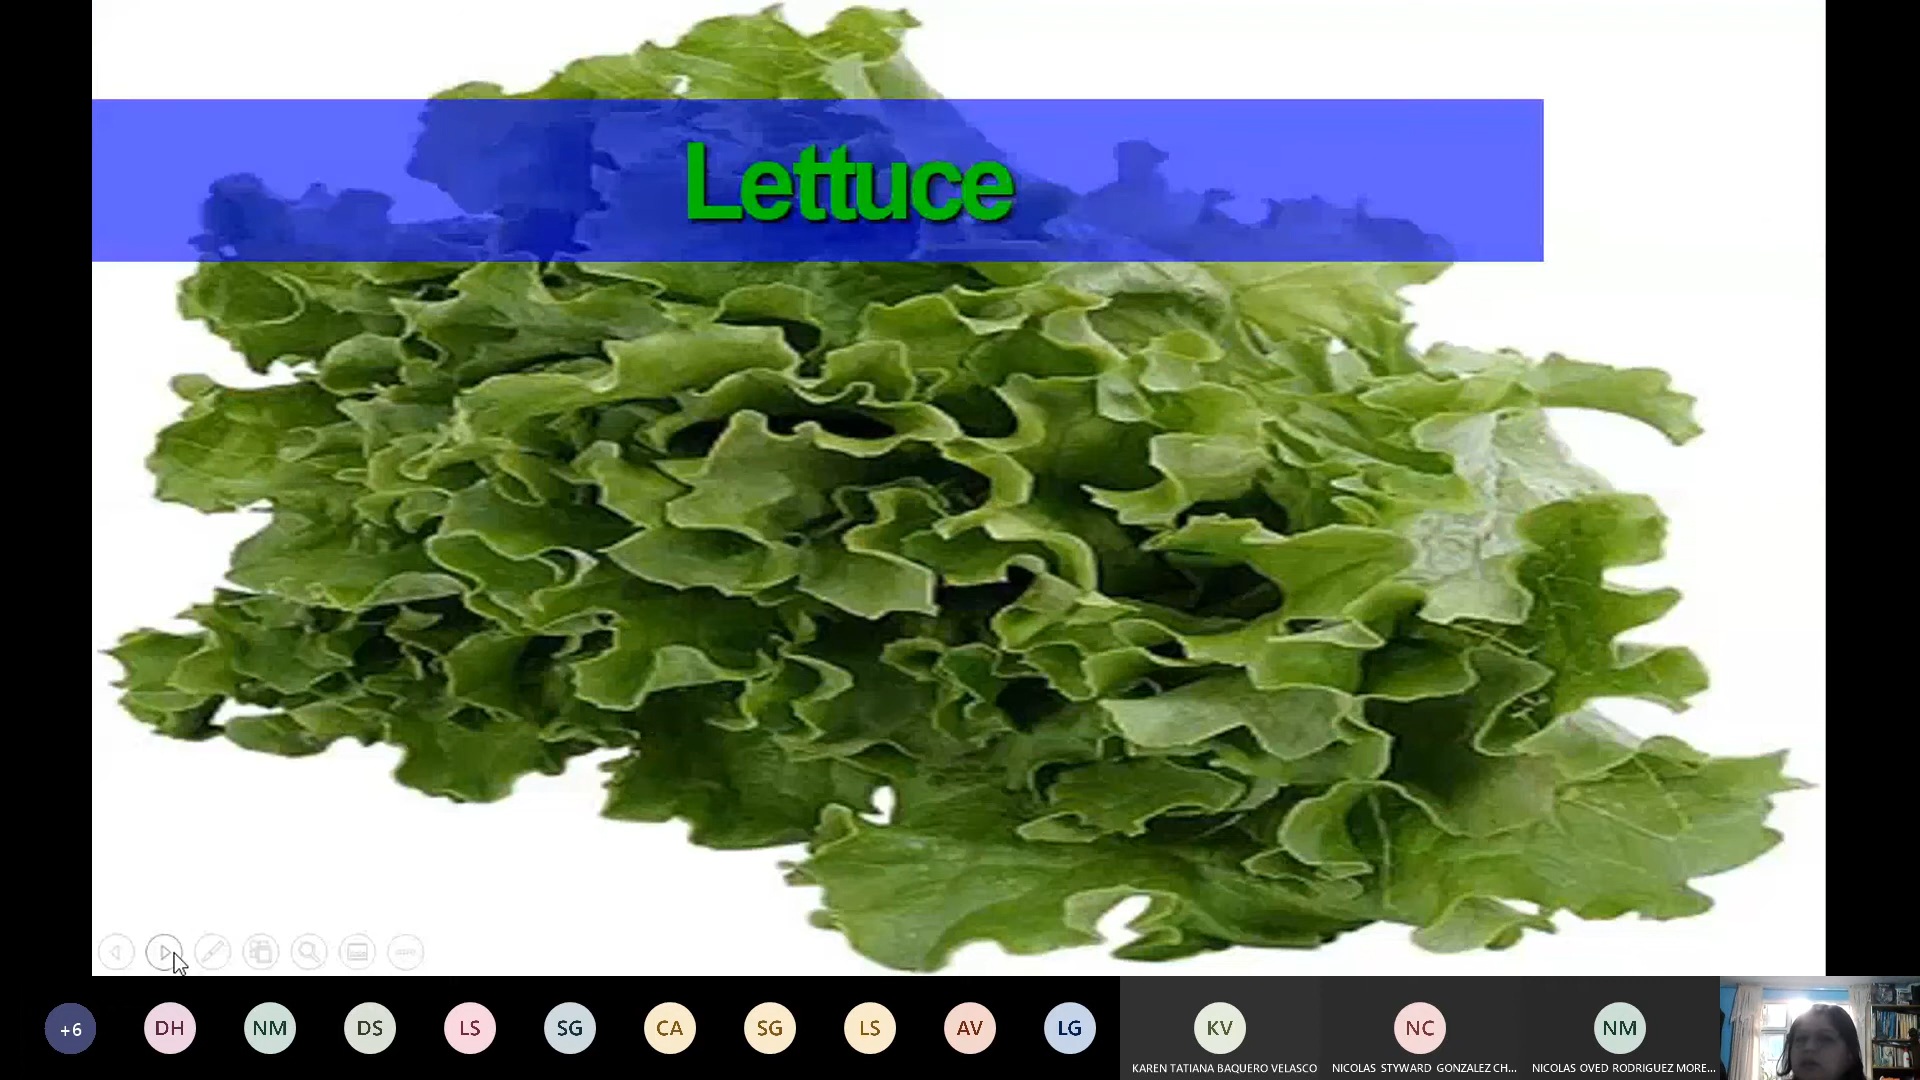 Lettuce
+6
DH
NM
DS
LS
SG
CA
SG
LS
AV
LG
KV
NC
NM
KAREN TATIANA BAQUERO VELASCO
NICOLAS STYWARD GONZALEZ CH...
NICOLAS OVED RODRIGUEZ MORE...